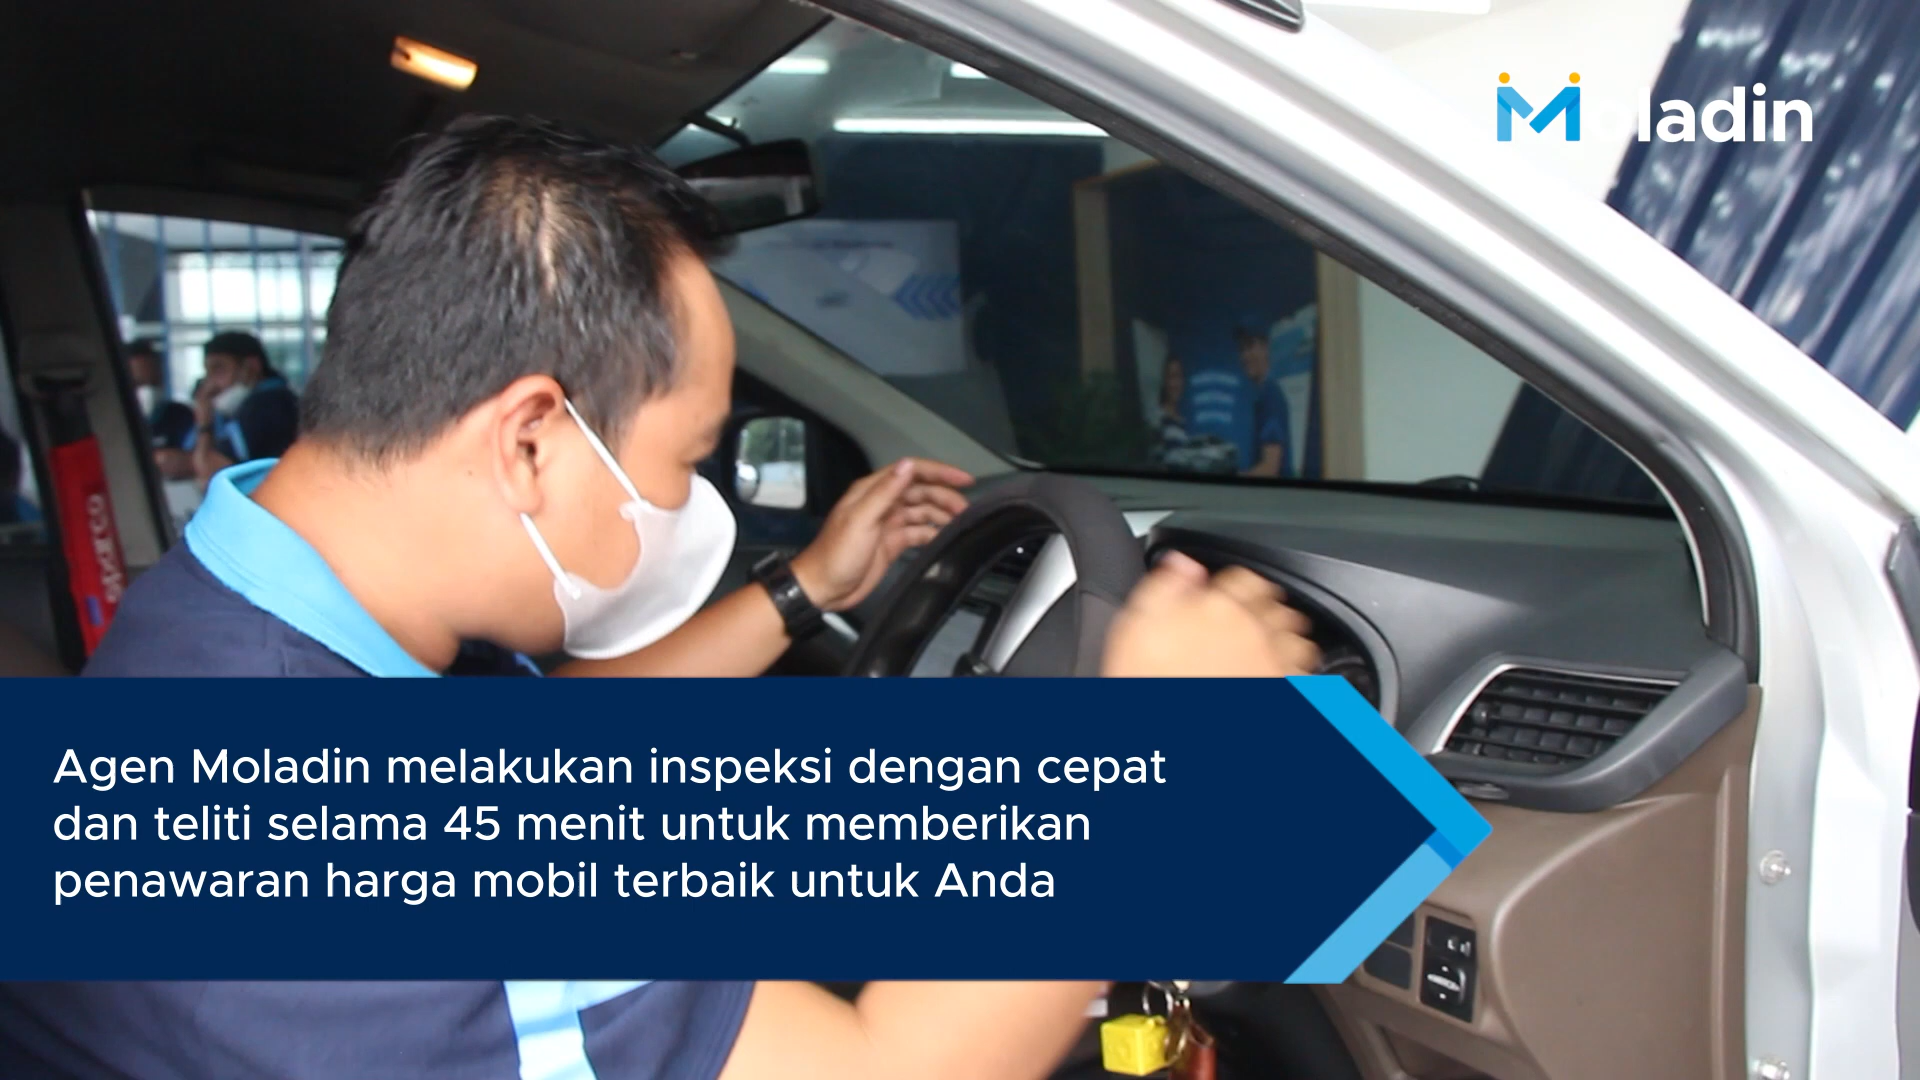 Moladin
sparco
Agen Moladin melakukan inspeksi dengan cepat
dan teliti selama 45 menit untuk memberikan
penawaran harga mobil terbaik untuk Anda